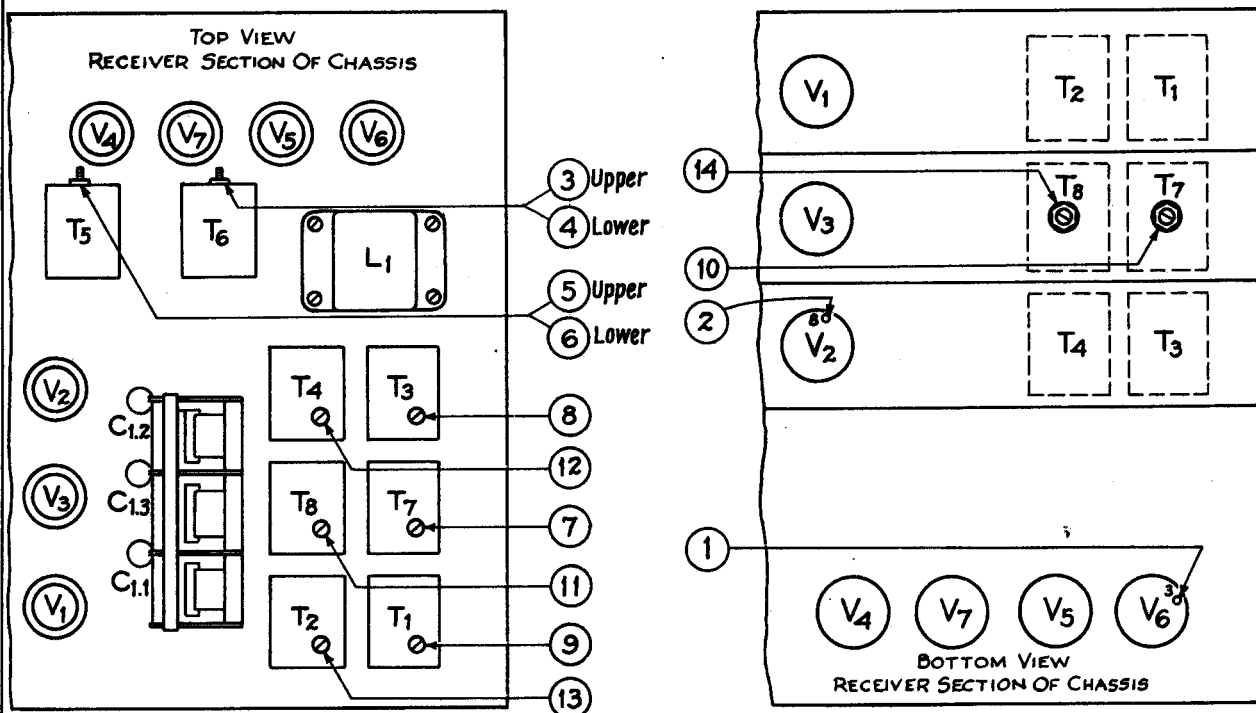 TOP VIEW
RECEIVER SECTION OF CHASSIS
V4 V7 V5 V6
T5 T6 L1
3 Upper
4 Lower
5 Upper
6 Lower
V2
C1.2
T4 T3
8
12
V3
C1.3
T8 T7
7
11
V1
C1.1
T2 T1
9
13
V1 T2 T1
14
V3 T8 T7
10
2
8
V2 T4 T3
1
3
V4 V7 V5 V6
BOTTOM VIEW
RECEIVER SECTION OF CHASSIS